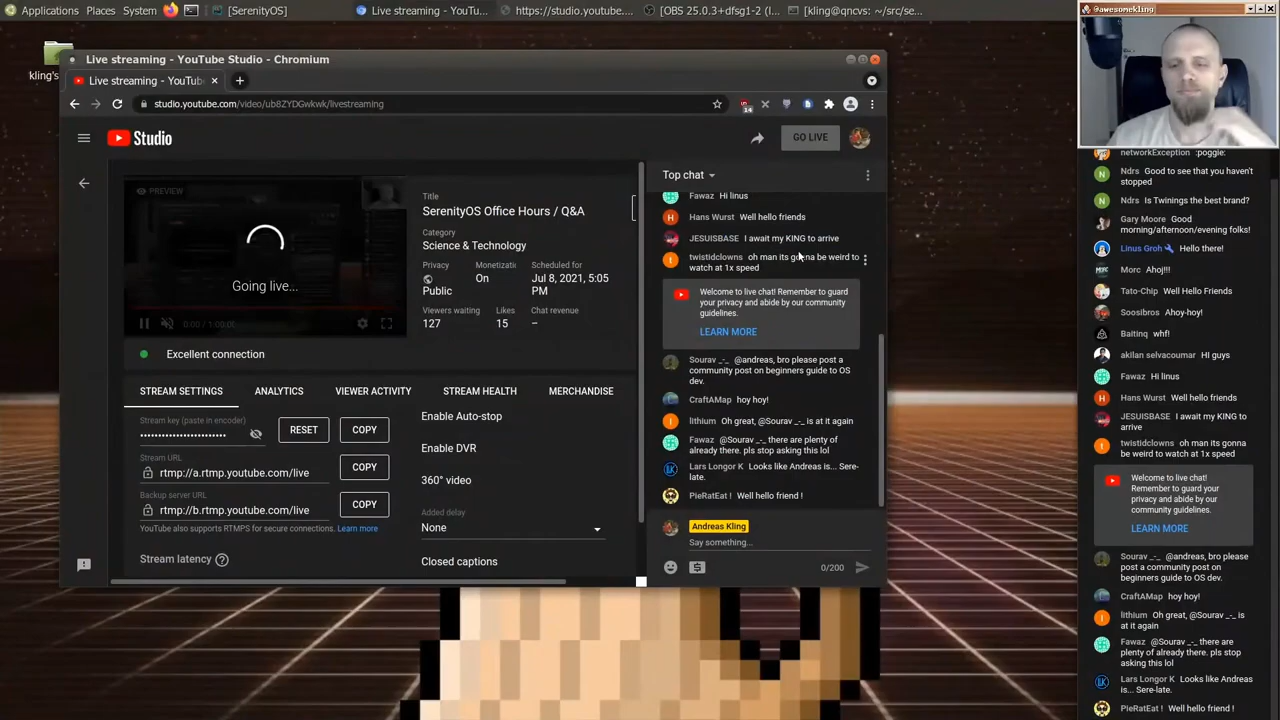 Applications Places System [SerenityOS] Live streaming - YouTu... https://studio.youtube.com/vide... [OBS 25.0.3+dfsg1-2 (l... [kling@qncvs: ~/src/se... @awesomekling
kling's
Live streaming - YouTube Studio - Chromium
Live streaming - YouTub
studio.youtube.com/video/ub8ZYDGwkwk/livestreaming
14
Studio
GO LIVE
PREVIEW
Going live...
0:00 / 1:00:00
Title
SerenityOS Office Hours / Q&A
Category
Science & Technology
Privacy
Public
Monetizatio
On
Scheduled for
Jul 8, 2021, 5:05
PM
Viewers waiting
127
Likes
15
Chat revenue
–
Excellent connection
STREAM SETTINGS ANALYTICS VIEWER ACTIVITY STREAM HEALTH MERCHANDISE
Stream key (paste in encoder)
•••••••••••••••••••••••
RESET COPY
Stream URL
rtmp://a.rtmp.youtube.com/live
COPY
Backup server URL
rtmp://b.rtmp.youtube.com/live
COPY
YouTube also supports RTMPS for secure connections. Learn more
Stream latency
Enable Auto-stop
Enable DVR
360° video
Added delay
None
Closed captions
Top chat
Fawaz Hi linus
Hans Wurst Well hello friends
JESUISBASE I await my KING to arrive
twistidclowns oh man its gonna be weird to
watch at 1x speed
Welcome to live chat! Remember to guard
your privacy and abide by our community
guidelines.
LEARN MORE
Sourav _-_ @andreas, bro please post a
community post on beginners guide to OS
dev.
CraftAMap hoy hoy!
lithium Oh great, @Sourav _-_ is at it again
Fawaz @Sourav _-_ there are plenty of
already there. pls stop asking this lol
Lars Longor K Looks like Andreas is... Sere-
late.
PieRatEat ! Well hello friend !
Andreas Kling
Say something...
0/200
networkException :poggie:
Ndrs Good to see that you haven't
stopped
Ndrs Is Twinings the best brand?
Gary Moore Good
morning/afternoon/evening folks!
Linus Groh Hello there!
Morc Ahoj!!!
Tato-Chip Well Hello Friends
Soosibros Ahoy-hoy!
Baitinq whf!
akilan selvacoumar HI guys
Fawaz Hi linus
Hans Wurst Well hello friends
JESUISBASE I await my KING to
arrive
twistidclowns oh man its gonna
be weird to watch at 1x speed
Welcome to live chat!
Remember to guard
your privacy and abide
by our community
guidelines.
LEARN MORE
Sourav _-_ @andreas, bro please
post a community post on
beginners guide to OS dev.
CraftAMap hoy hoy!
lithium Oh great, @Sourav _-_ is
at it again
Fawaz @Sourav _-_ there are
plenty of already there. pls stop
asking this lol
Lars Longor K Looks like Andreas
is... Sere-late.
PieRatEat ! Well hello friend !